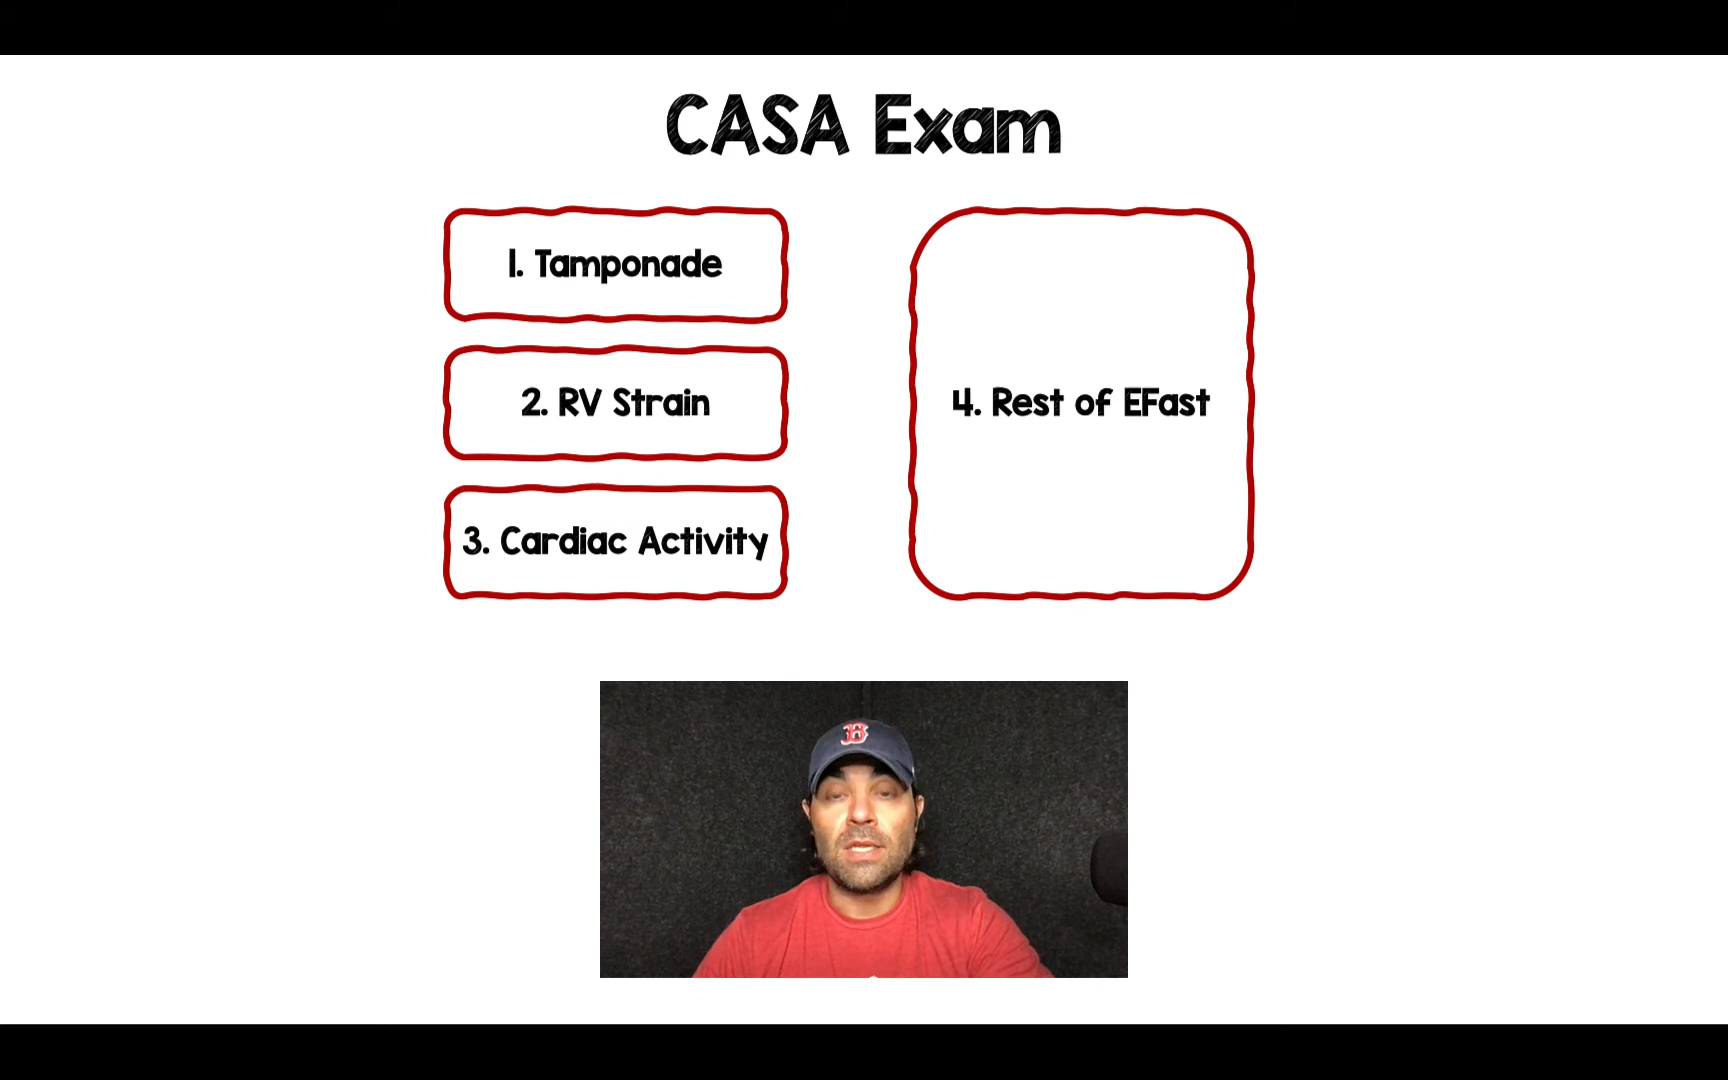 CASA Exam
1. Tamponade
2. RV Strain
3. Cardiac Activity
4. Rest of EFast
B